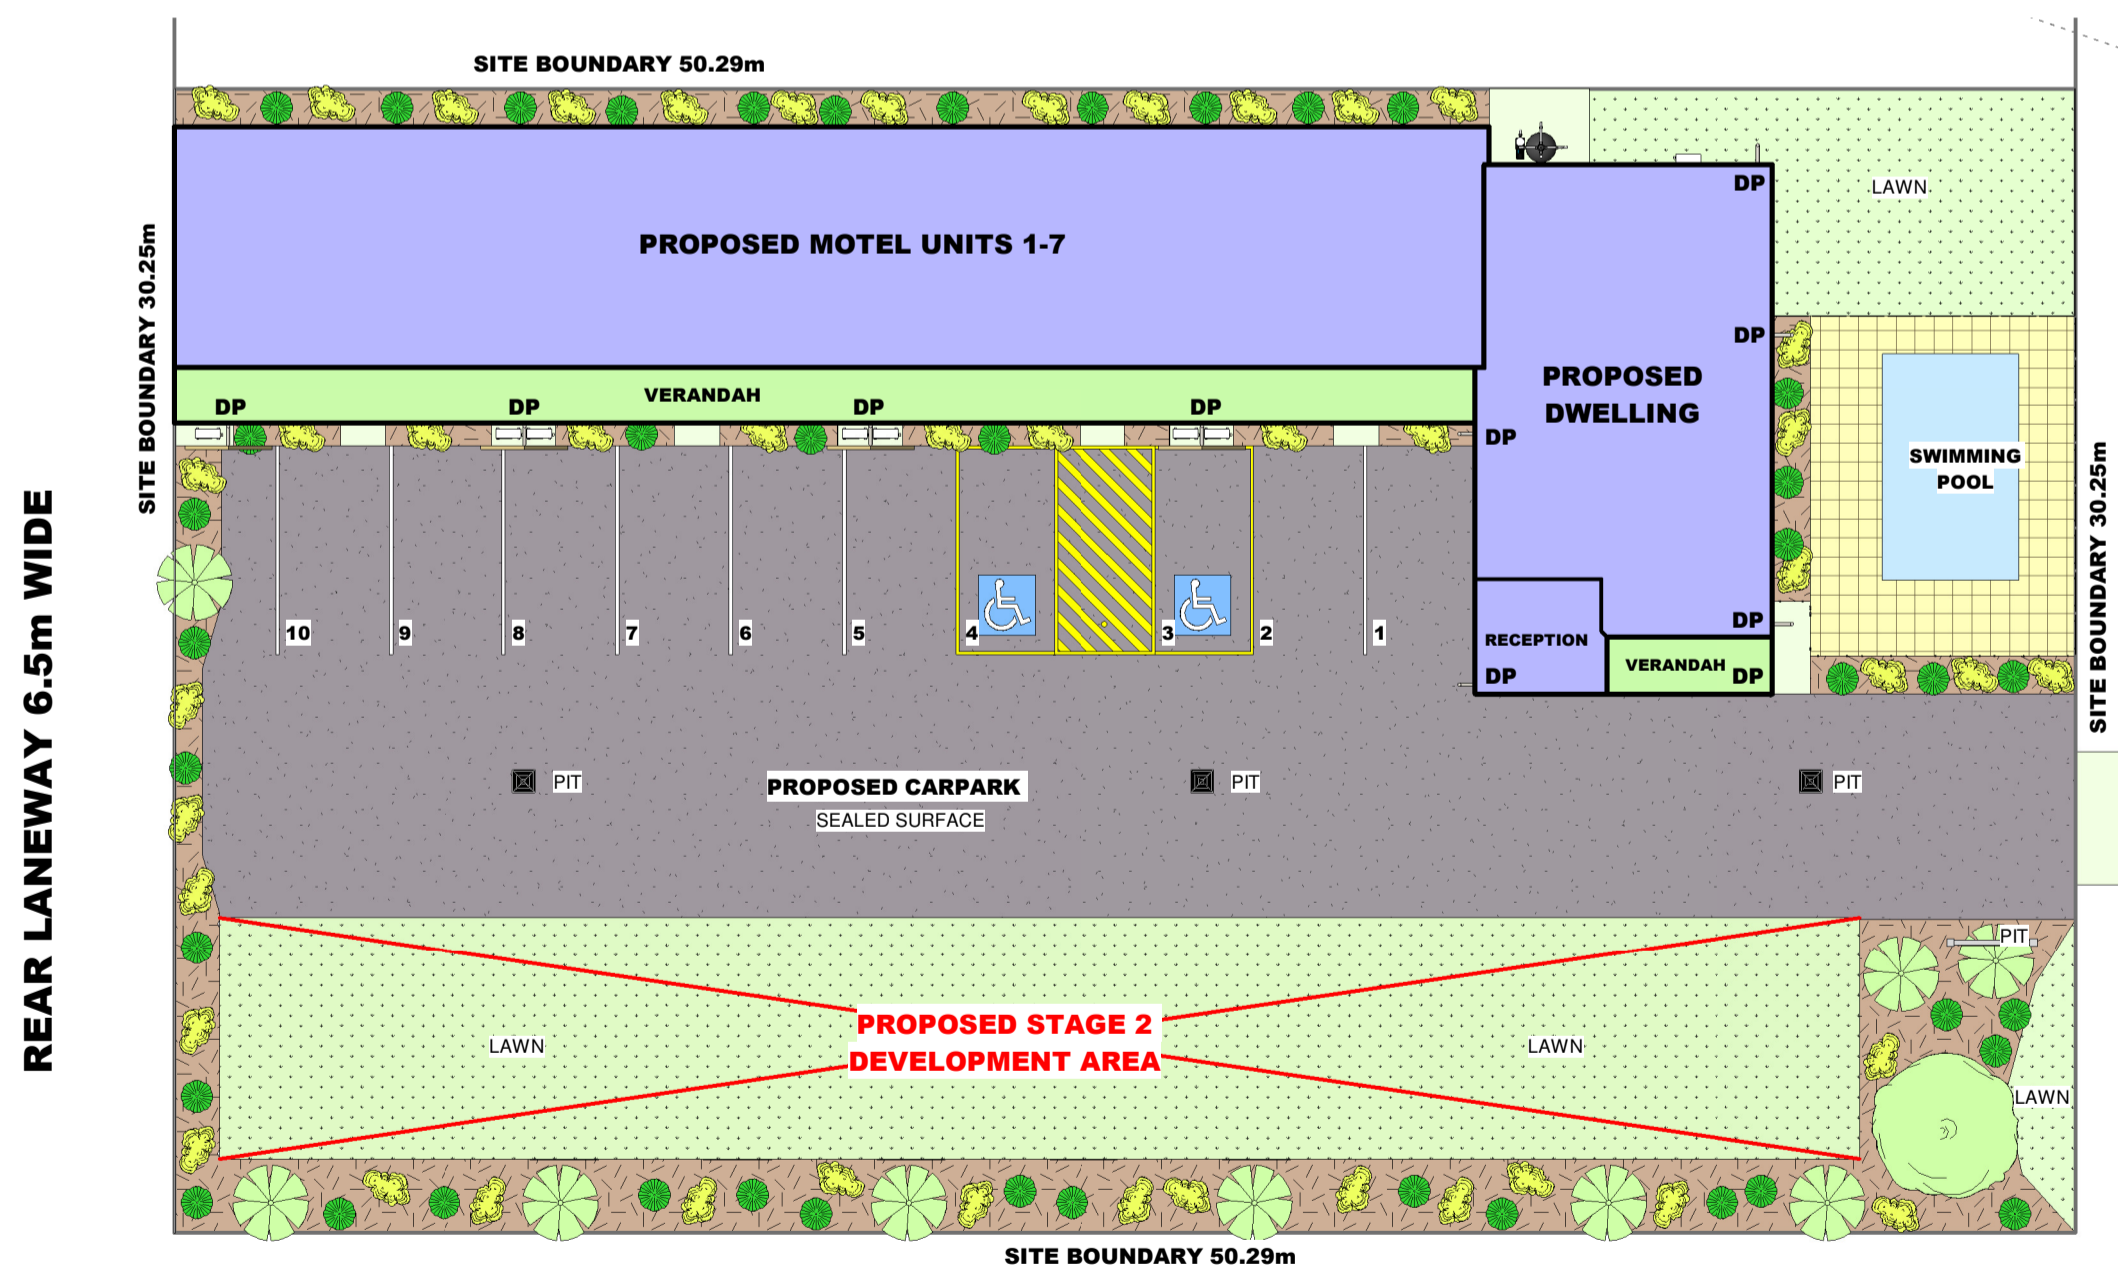 SITE BOUNDARY 50.29m
LAWN
DP
PROPOSED MOTEL UNITS 1-7
SITE BOUNDARY 30.25m
DP
PROPOSED
DWELLING
VERANDAH
DP
DP
DP
DP
DP
SWIMMING
POOL
SITE BOUNDARY 30.25m
REAR LANEWAY 6.5m WIDE
10
9
8
7
6
5
4
3
2
1
RECEPTION
DP
VERANDAH
DP
DP
PIT
PROPOSED CARPARK
SEALED SURFACE
PIT
PIT
PIT
PROPOSED STAGE 2
DEVELOPMENT AREA
LAWN
LAWN
LAWN
SITE BOUNDARY 50.29m